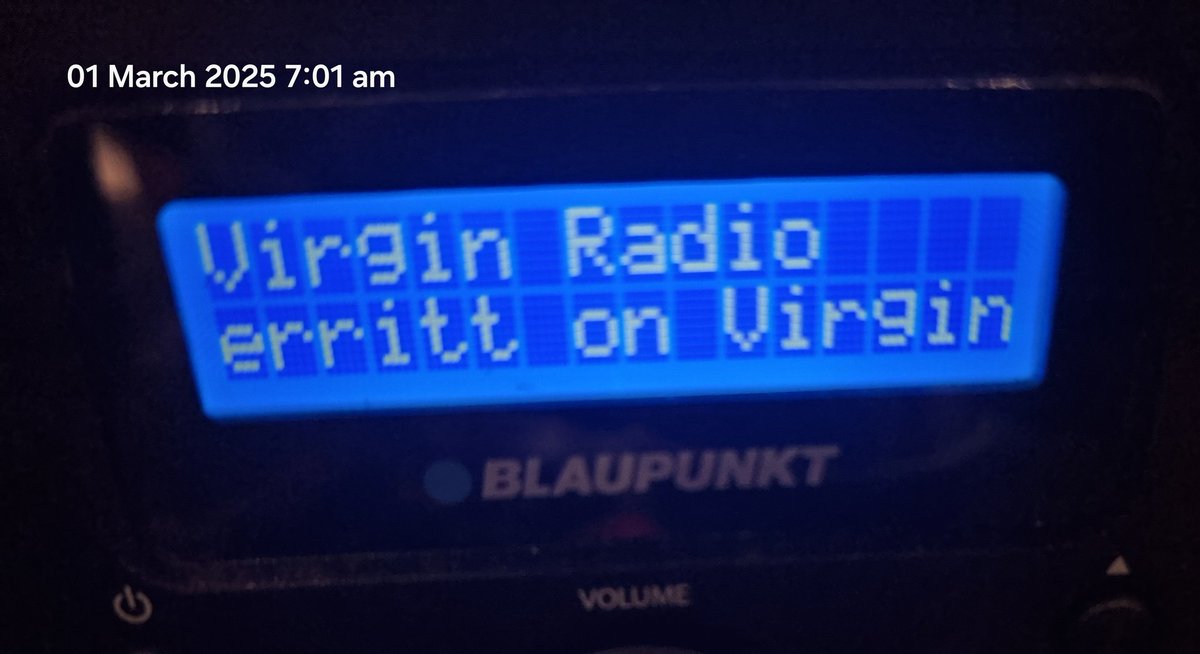 01 March 2025 7:01 am
Virgin Radio
erritt on Virgin
BLAUPUNKT
VOLUME